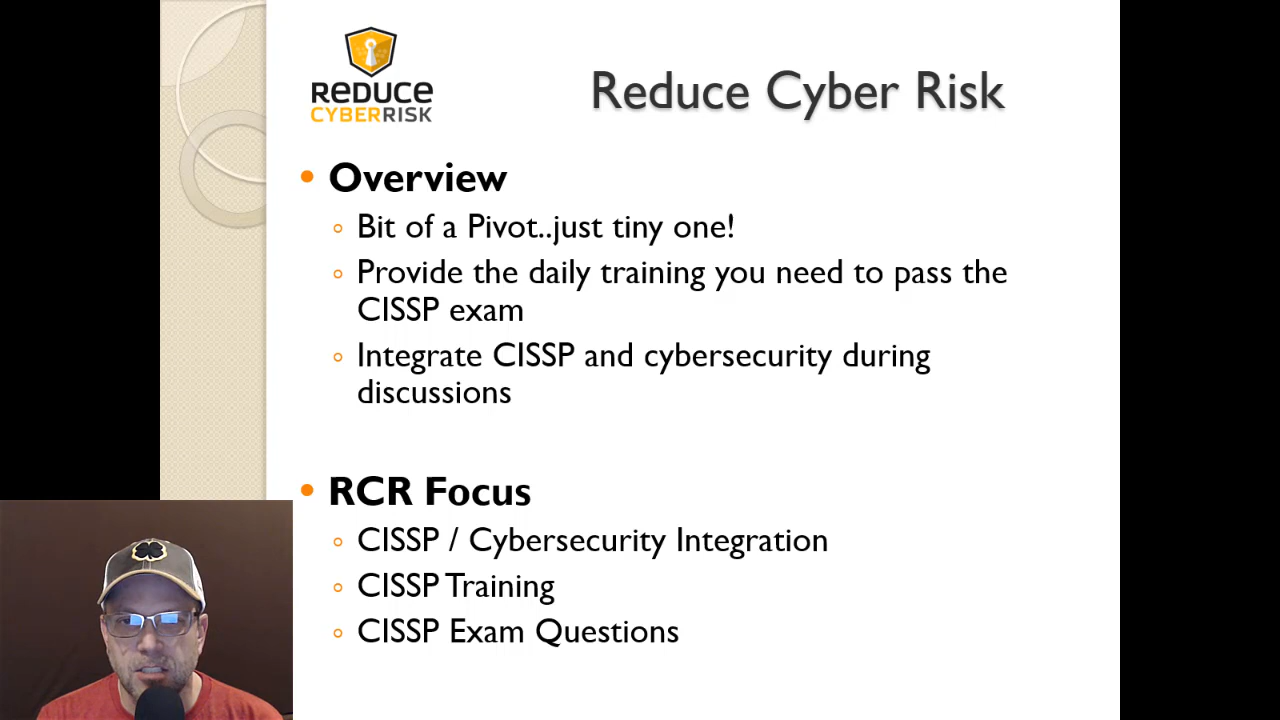 REDUCE
CYBERRISK
Reduce Cyber Risk
Overview
Bit of a Pivot..just tiny one!
Provide the daily training you need to pass the
CISSP exam
Integrate CISSP and cybersecurity during
discussions
RCR Focus
CISSP / Cybersecurity Integration
CISSP Training
CISSP Exam Questions